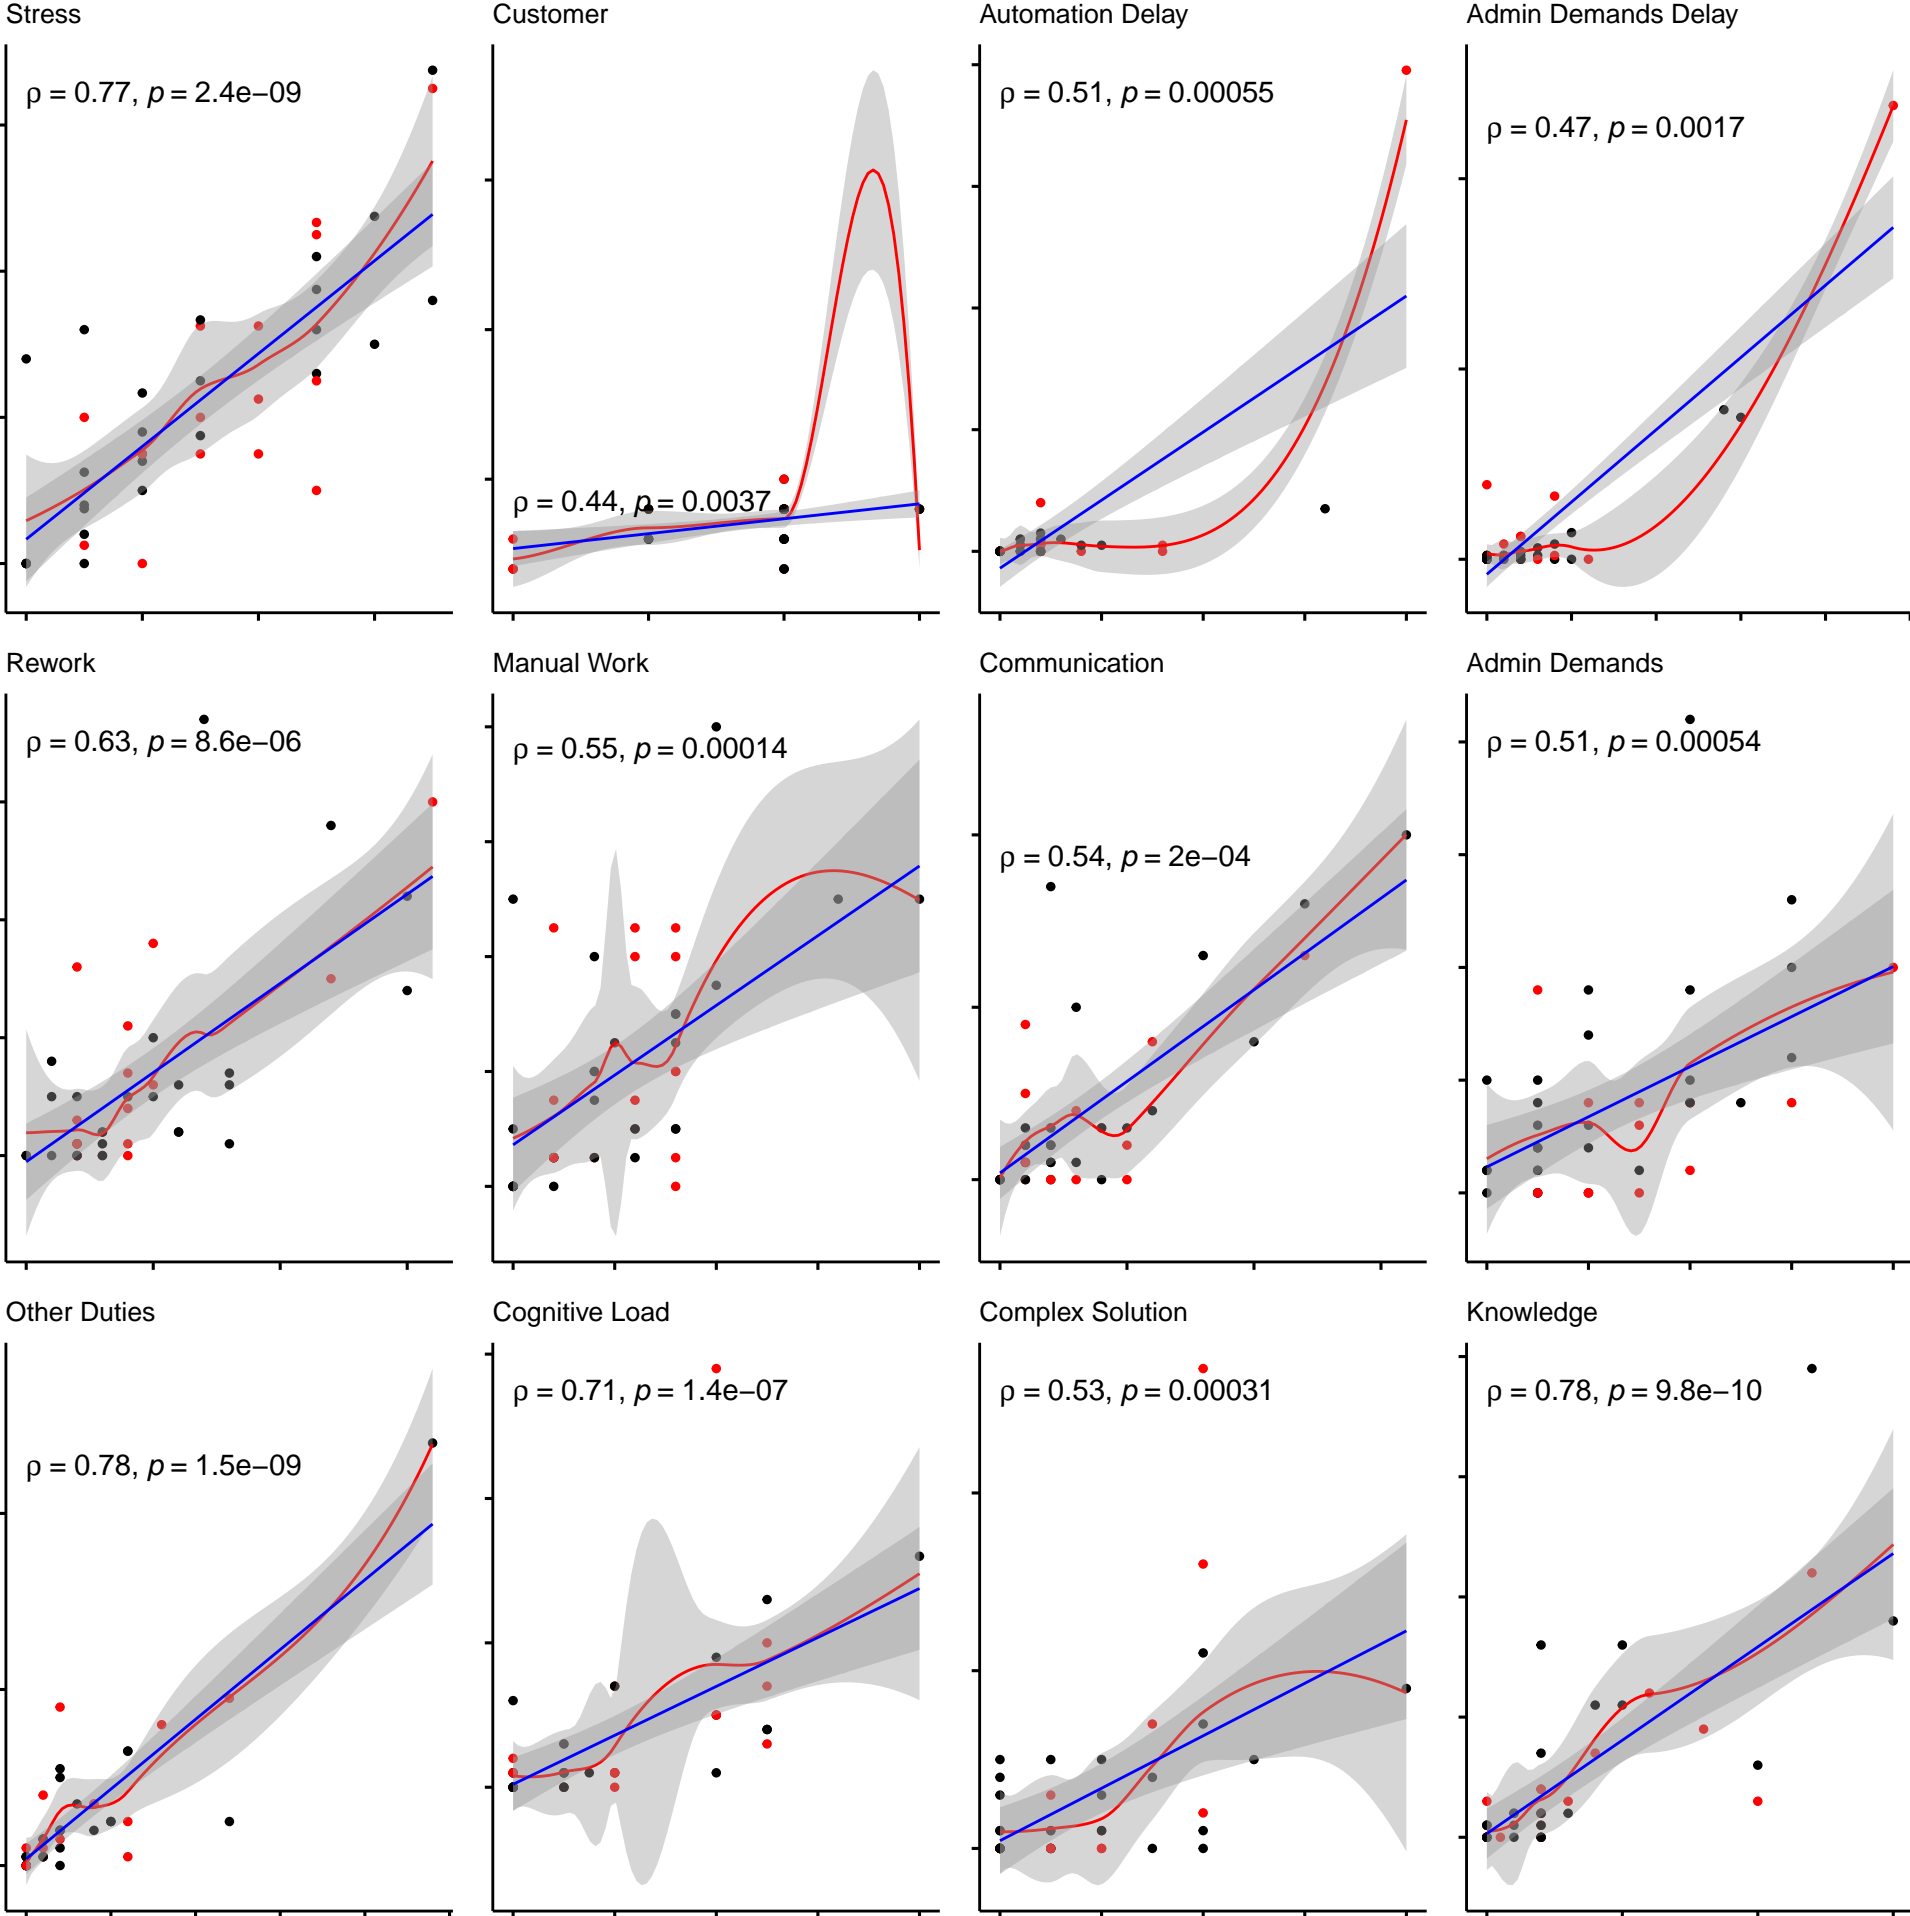 Stress
Customer
Automation Delay
Admin Demands Delay
ρ = 0.77, p = 2.4e−09
ρ = 0.44, p = 0.0037
ρ = 0.51, p = 0.00055
ρ = 0.47, p = 0.0017
Rework
Manual Work
Communication
Admin Demands
ρ = 0.63, p = 8.6e−06
ρ = 0.55, p = 0.00014
ρ = 0.54, p = 2e−04
ρ = 0.51, p = 0.00054
Other Duties
Cognitive Load
Complex Solution
Knowledge
ρ = 0.78, p = 1.5e−09
ρ = 0.71, p = 1.4e−07
ρ = 0.53, p = 0.00031
ρ = 0.78, p = 9.8e−10